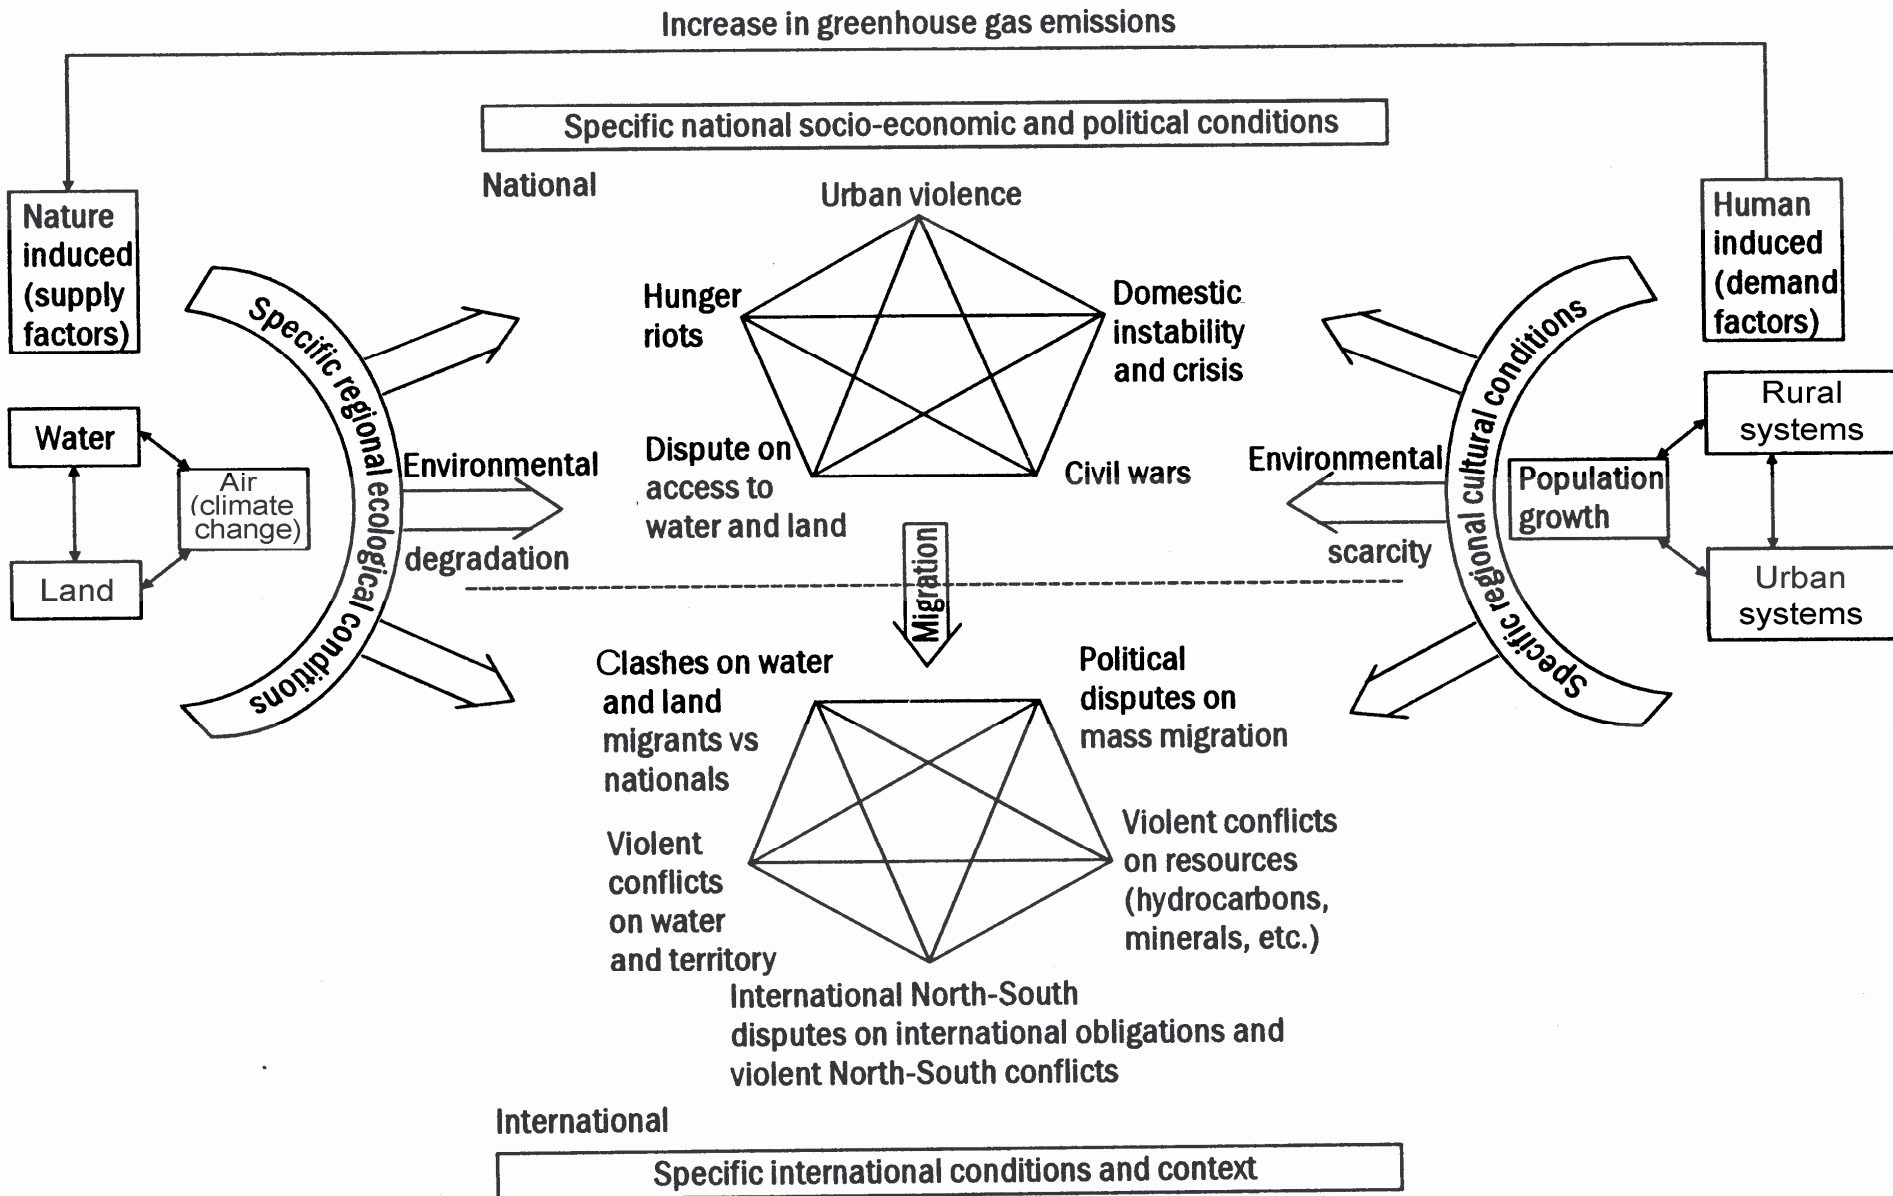 Increase in greenhouse gas emissions
Specific national socio-economic and political conditions
National
Nature
induced
(supply
factors)
Water
Air
(climate
change)
Land
Specific regional ecological conditions
Environmental
degradation
Urban violence
Hunger
riots
Domestic
instability
and crisis
Dispute on
access to
water and land
Civil wars
Migration
Environmental
scarcity
Specific regional cultural conditions
Human
induced
(demand
factors)
Rural
systems
Population
growth
Urban
systems
Clashes on water
and land
migrants vs
nationals
Political
disputes on
mass migration
Violent
conflicts
on water
and territory
Violent conflicts
on resources
(hydrocarbons,
minerals, etc.)
International North-South
disputes on international obligations and
violent North-South conflicts
International
Specific international conditions and context